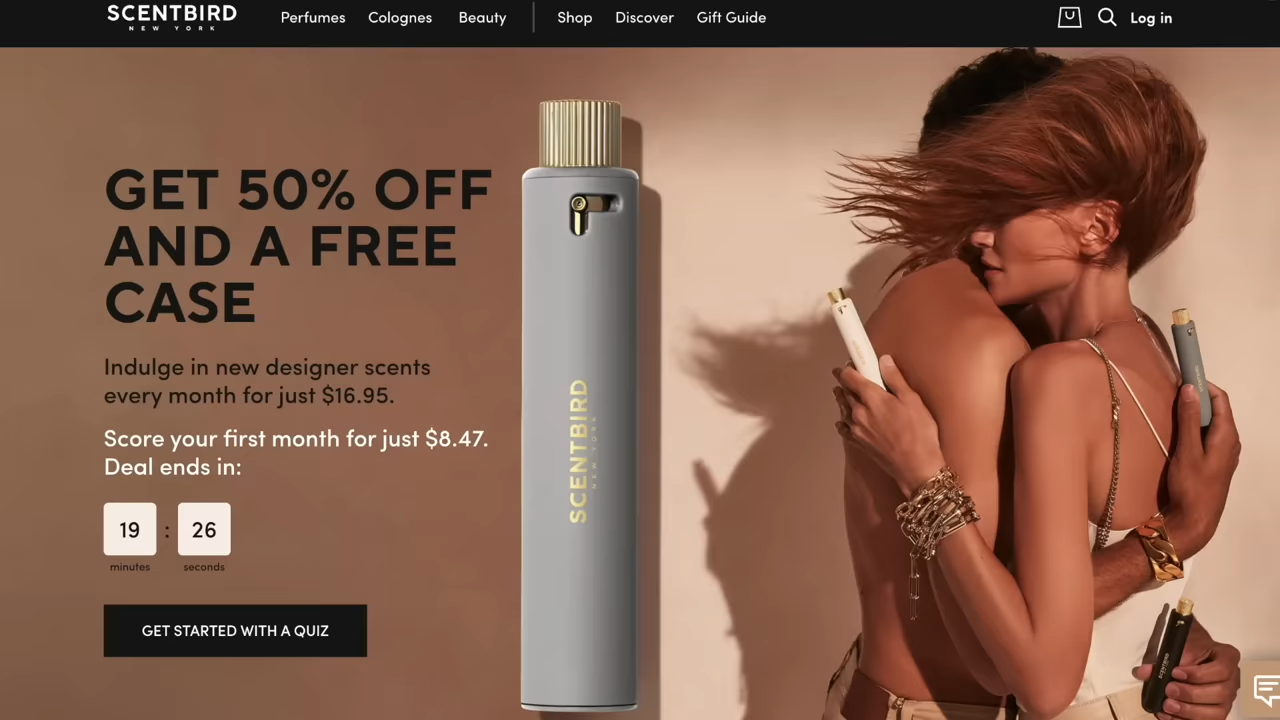 SCENTBIRD
NEW YORK
Perfumes
Colognes
Beauty
Shop
Discover
Gift Guide
Log in
GET 50% OFF
AND A FREE
CASE
Indulge in new designer scents
every month for just $16.95.
Score your first month for just $8.47.
Deal ends in:
19 : 26
minutes seconds
GET STARTED WITH A QUIZ
SCENTBIRD
NEW YORK